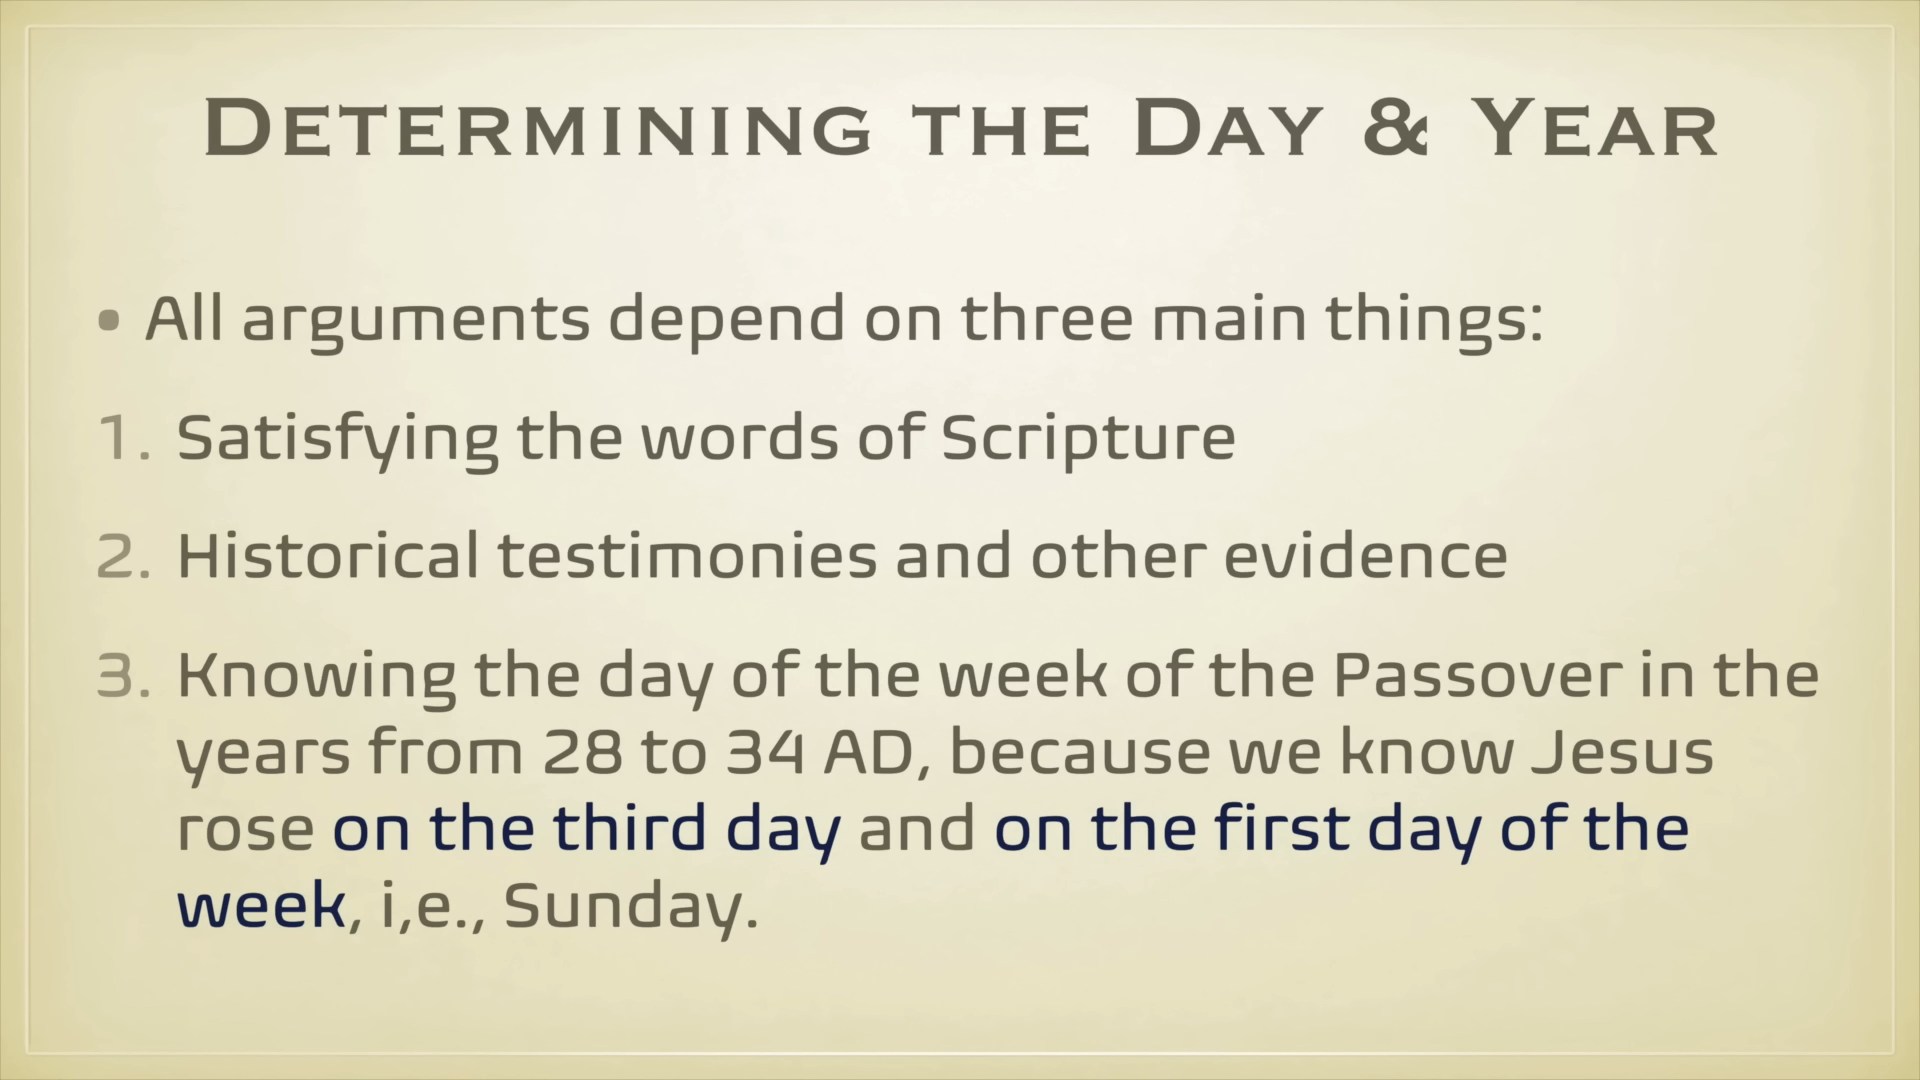 Determining the Day & Year
• All arguments depend on three main things:
1. Satisfying the words of Scripture
2. Historical testimonies and other evidence
3. Knowing the day of the week of the Passover in the
years from 28 to 34 AD, because we know Jesus
rose on the third day and on the first day of the
week, i,e., Sunday.